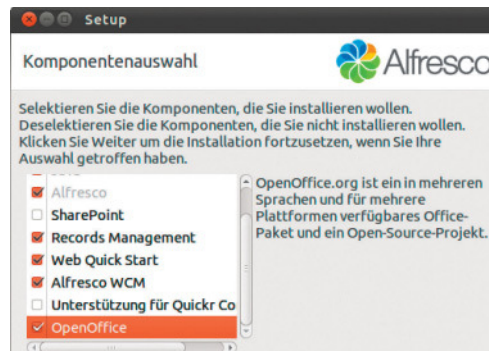 Setup
Komponentenauswahl
Alfresco
Selektieren Sie die Komponenten, die Sie installieren wollen.
Deselektieren Sie die Komponenten, die Sie nicht installieren wollen.
Klicken Sie Weiter um die Installation fortzusetzen, wenn Sie Ihre
Auswahl getroffen haben.
Alfresco
SharePoint
Records Management
Web Quick Start
Alfresco WCM
Unterstützung für Quickr Co
OpenOffice
OpenOffice.org ist ein in mehreren
Sprachen und für mehrere
Plattformen verfügbares Office-
Paket und ein Open-Source-Projekt.